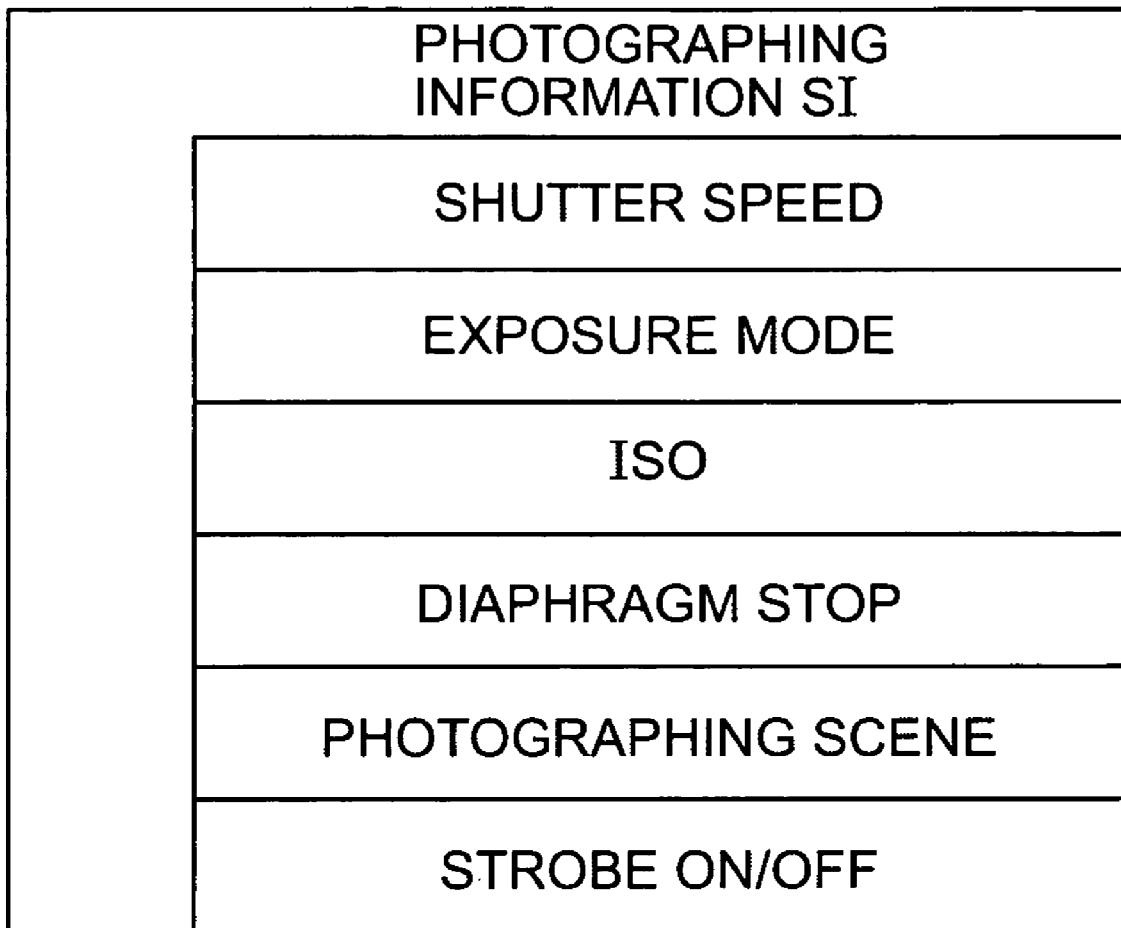 PHOTOGRAPHING
INFORMATION SI
SHUTTER SPEED
EXPOSURE MODE
ISO
DIAPHRAGM STOP
PHOTOGRAPHING SCENE
STROBE ON/OFF